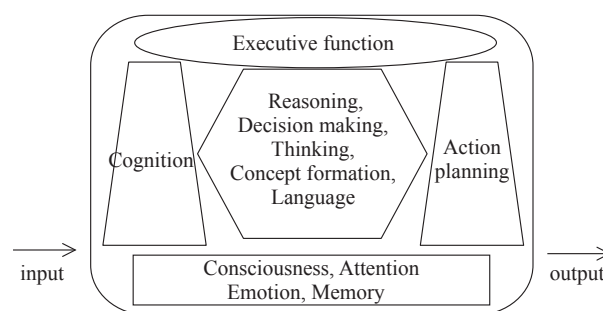 Executive function
Reasoning,
Decision making,
Thinking,
Concept formation,
Language
Cognition
Action
planning
input
Consciousness, Attention
Emotion, Memory
output